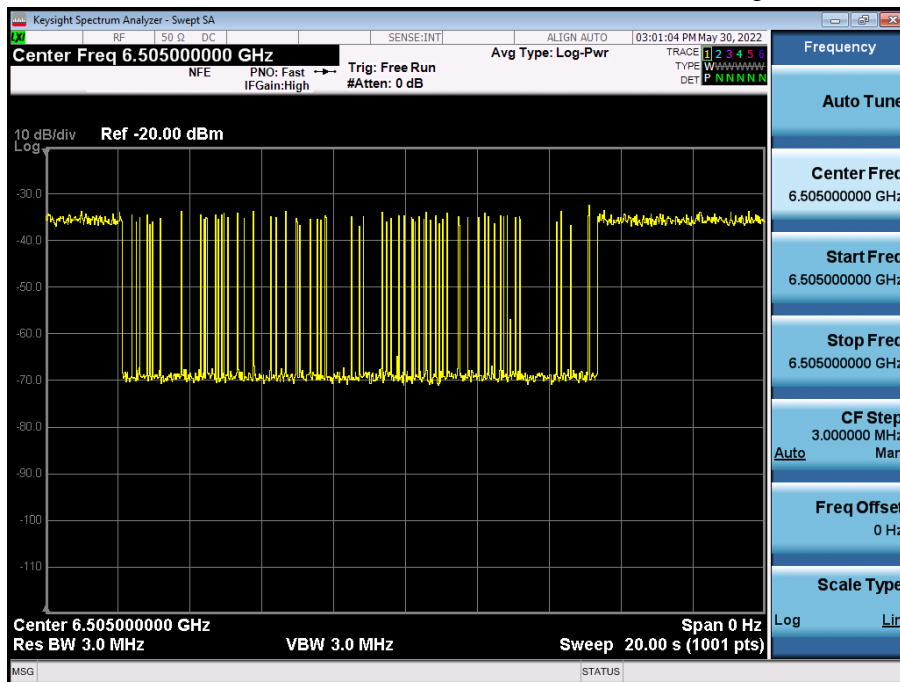 Keysight Spectrum Analyzer - Swept SA
LXI RF 50 Ω DC SENSE:INT ALIGN AUTO 03:01:04 PM May 30, 2022
Center Freq 6.505000000 GHz
NFE
PNO: Fast
IFGain:High
Trig: Free Run
#Atten: 0 dB
Avg Type: Log-Pwr
TRACE 1 2 3 4 5 6
TYPE WWWWWW
DET P N N N N N
10 dB/div Ref -20.00 dBm
Log
-30.0
-40.0
-50.0
-60.0
-70.0
-80.0
-90.0
-100
-110
Center 6.505000000 GHz Span 0 Hz
Res BW 3.0 MHz VBW 3.0 MHz Sweep 20.00 s (1001 pts)
MSG STATUS
Frequency
Auto Tune
Center Freq
6.505000000 GHz
Start Freq
6.505000000 GHz
Stop Freq
6.505000000 GHz
CF Step
3.000000 MHz
Auto Man
Freq Offset
0 Hz
Scale Type
Log Lin